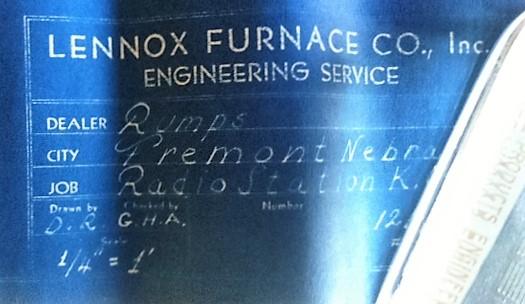 LENNOX FURNACE CO., Inc.
ENGINEERING SERVICE
DEALER Rumps
CITY Fremont Nebra
JOB Radio Station K.
Drawn by Checked by Number
D.R. G.H.A. 12
Scale
1/4" = 1'